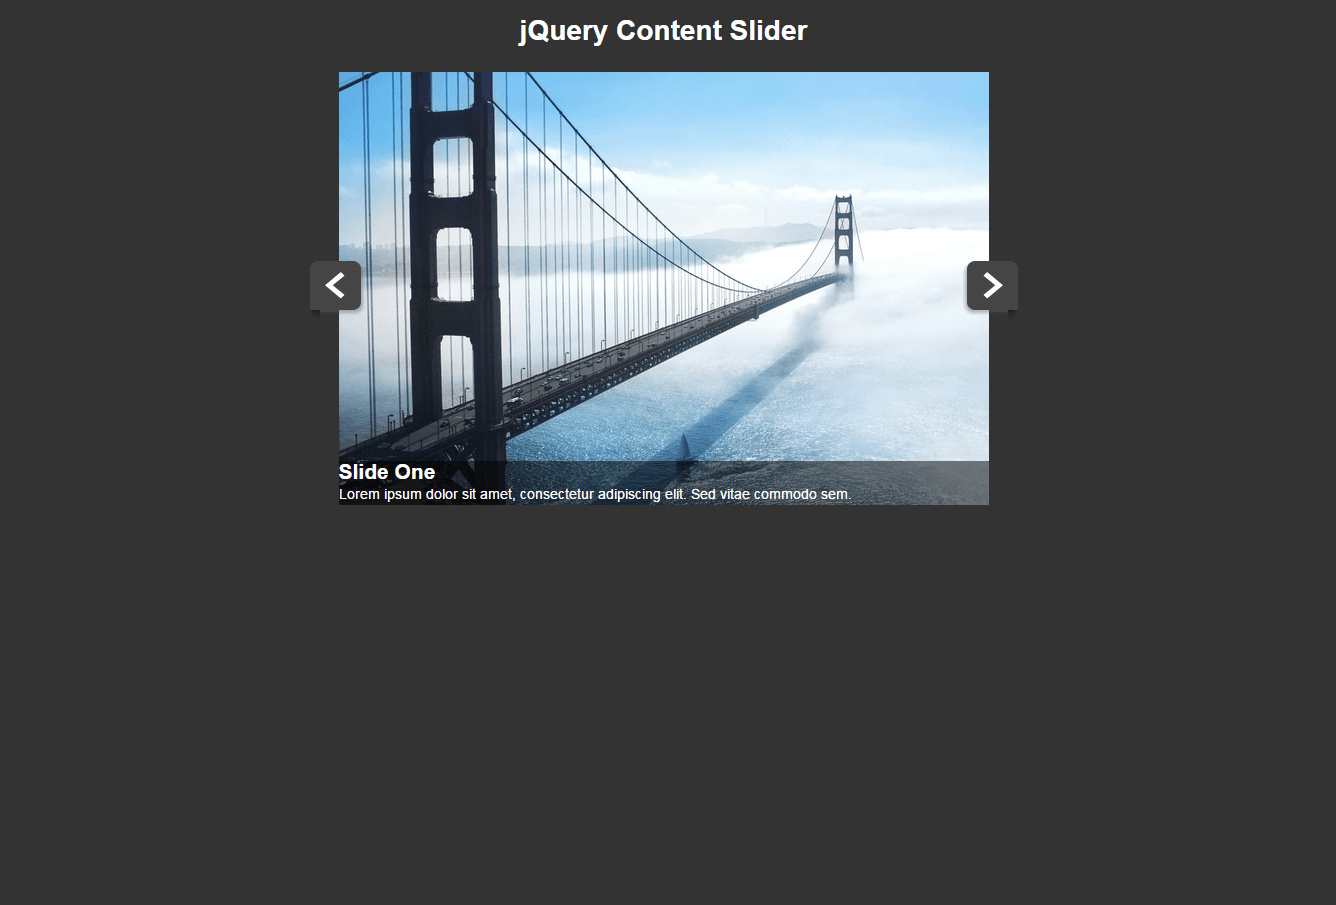 jQuery Content Slider
Slide One
Lorem ipsum dolor sit amet, consectetur adipiscing elit. Sed vitae commodo sem.